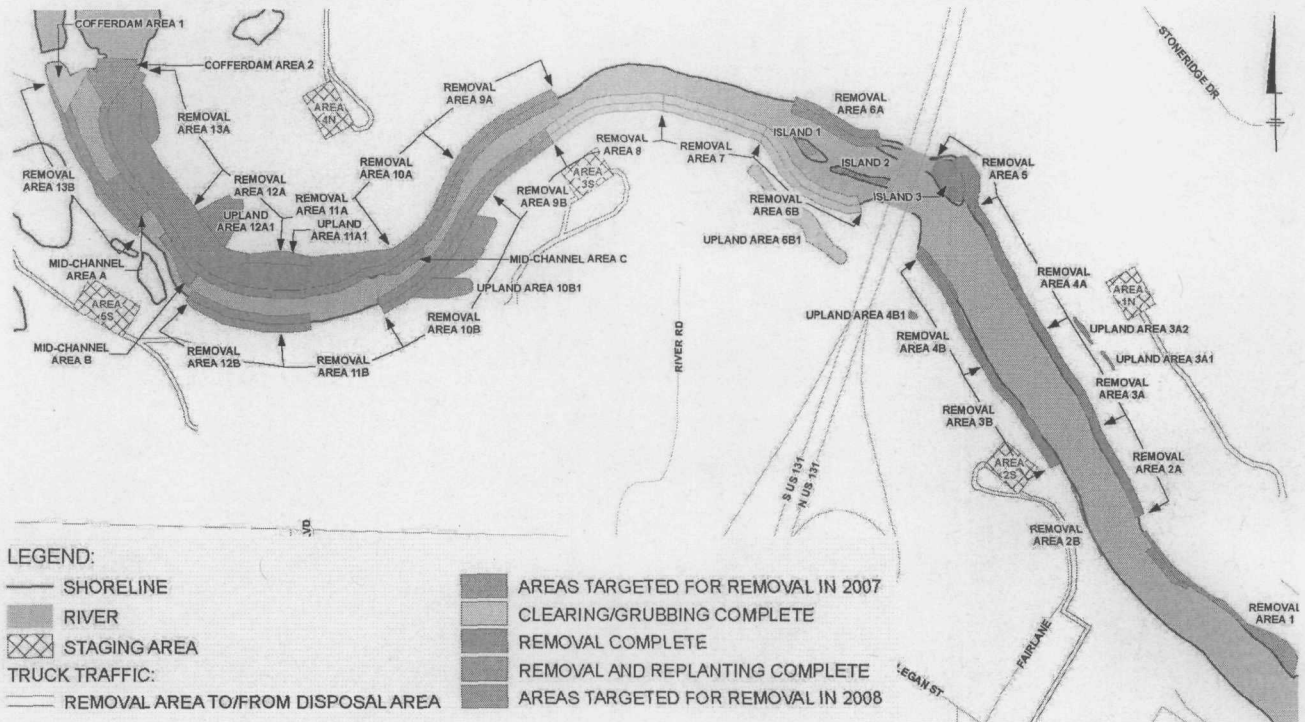 COFFERDAM AREA 1
COFFERDAM AREA 2
STONERIDGE DR
REMOVAL
AREA 9A
REMOVAL
AREA 13A
AREA
4N
REMOVAL
AREA 6A
ISLAND 1
REMOVAL
AREA 8
REMOVAL
AREA 7
ISLAND 2
REMOVAL
AREA 10A
REMOVAL
AREA 5
REMOVAL
AREA 13B
REMOVAL
AREA 12A
AREA
3S
REMOVAL
AREA 9B
ISLAND 3
REMOVAL
AREA 11A
REMOVAL
AREA 6B
UPLAND
AREA 12A1
UPLAND
AREA 11A1
UPLAND AREA 6B1
MID-CHANNEL
AREA A
MID-CHANNEL AREA C
REMOVAL
AREA 4A
AREA
1N
UPLAND AREA 10B1
AREA
5S
UPLAND AREA 4B1
UPLAND AREA 3A2
REMOVAL
AREA 10B
REMOVAL
AREA 4B
UPLAND AREA 3A1
MID-CHANNEL
AREA B
REMOVAL
AREA 12B
REMOVAL
AREA 11B
RIVER RD
REMOVAL
AREA 3A
REMOVAL
AREA 3B
REMOVAL
AREA 2A
AREA
2S
S US 131
N US 131
REMOVAL
AREA 2B
VD
LEGEND:
SHORELINE
RIVER
STAGING AREA
TRUCK TRAFFIC:
REMOVAL AREA TO/FROM DISPOSAL AREA
AREAS TARGETED FOR REMOVAL IN 2007
CLEARING/GRUBBING COMPLETE
REMOVAL COMPLETE
REMOVAL AND REPLANTING COMPLETE
AREAS TARGETED FOR REMOVAL IN 2008
REMOVAL
AREA 1
FAIRLANE
LEGAN ST